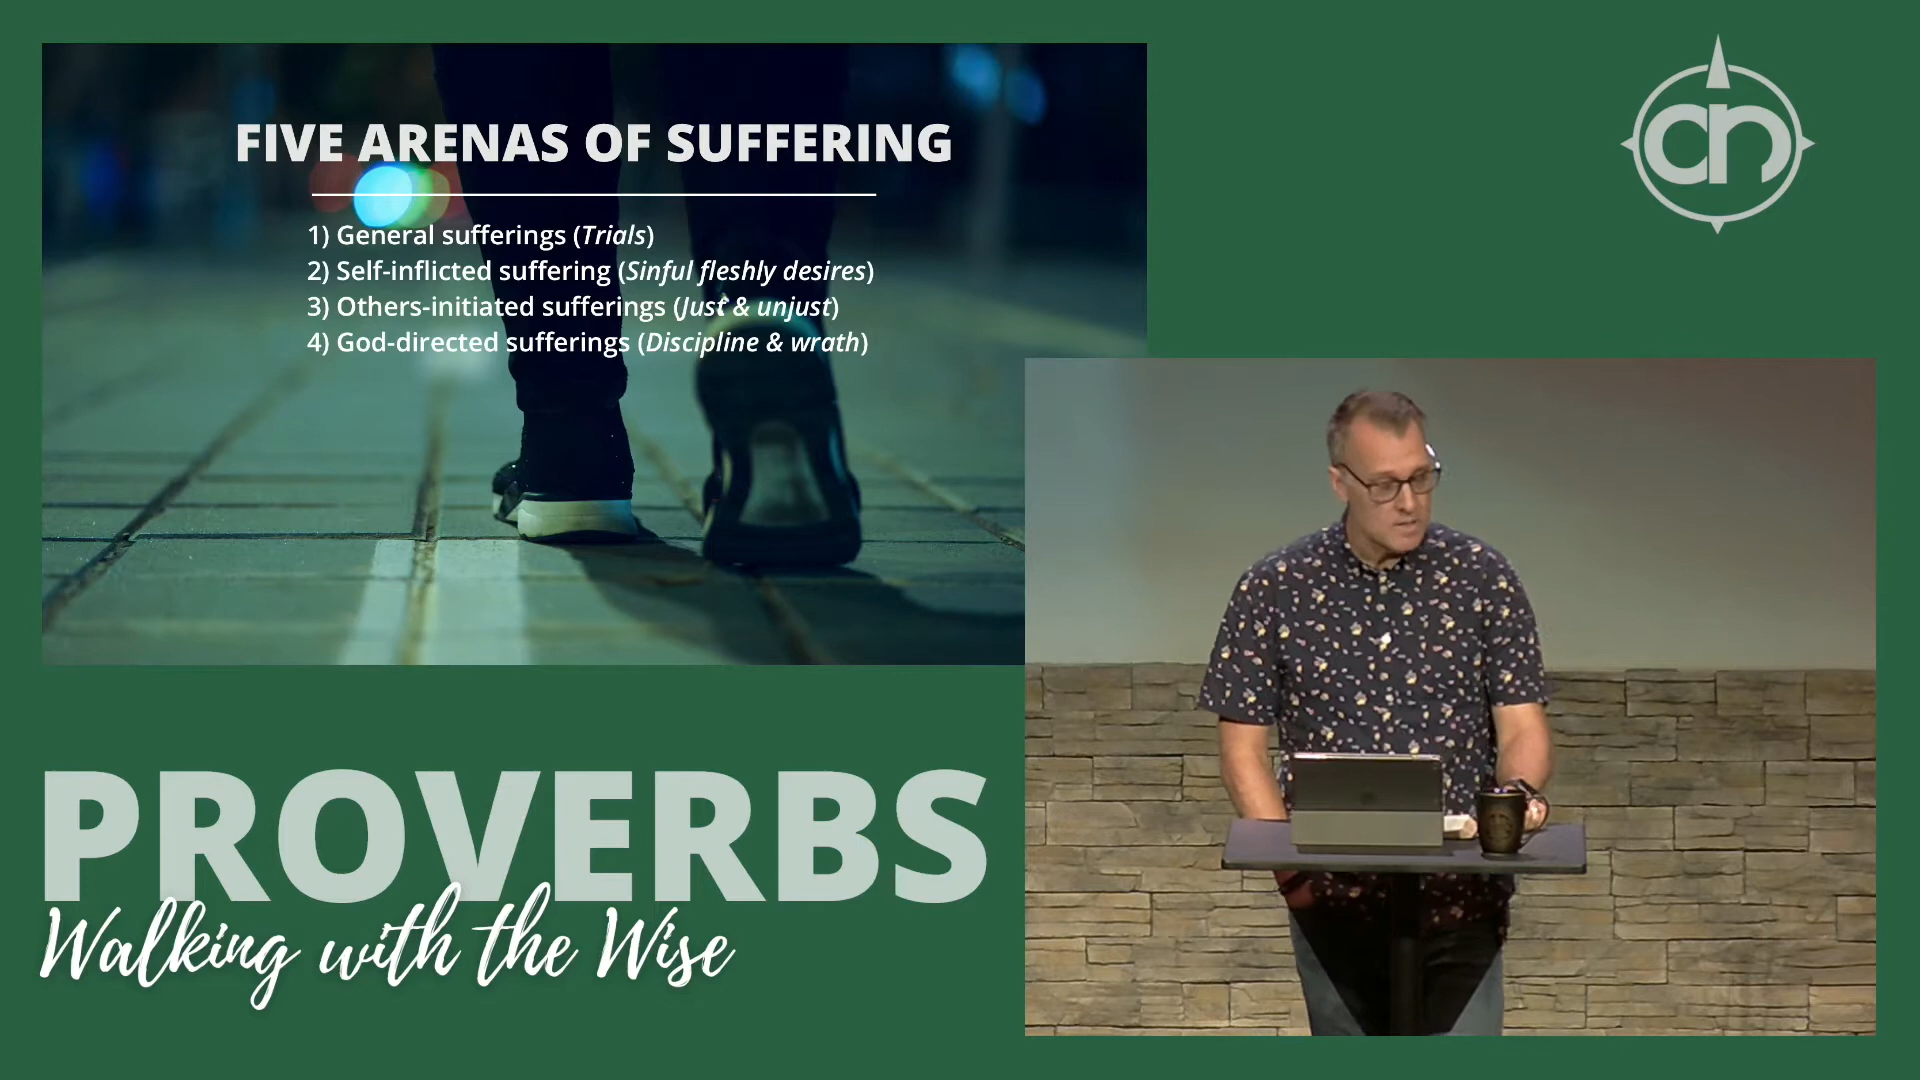 FIVE ARENAS OF SUFFERING
1) General sufferings (Trials)
2) Self-inflicted suffering (Sinful fleshly desires)
3) Others-initiated sufferings (Just & unjust)
4) God-directed sufferings (Discipline & wrath)
cn
PROVERBS
Walking with the Wise